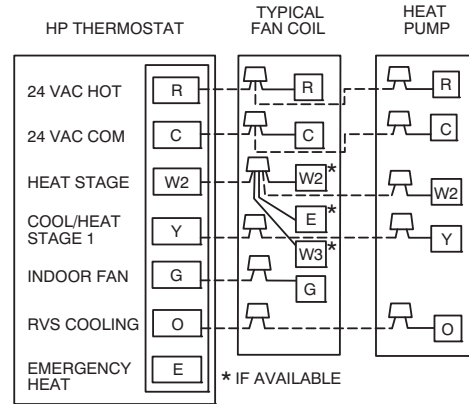 HP THERMOSTAT
TYPICAL
FAN COIL
HEAT
PUMP
24 VAC HOT R R R
24 VAC COM C C C
HEAT STAGE W2 W2* W2
E*
W3*
COOL/HEAT
STAGE 1 Y Y
INDOOR FAN G G
RVS COOLING O O
EMERGENCY
HEAT E
* IF AVAILABLE